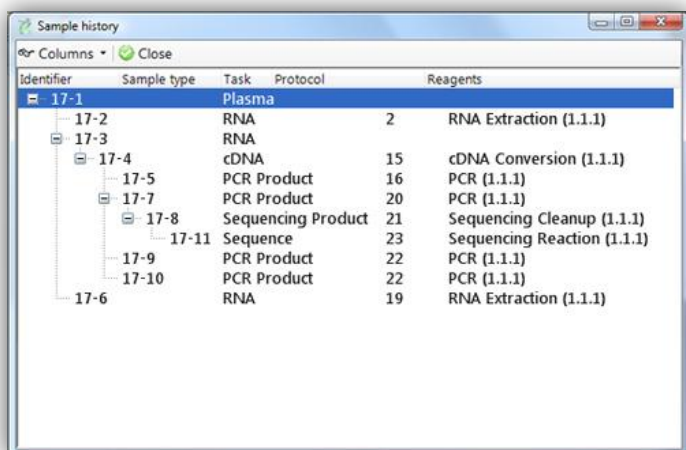 Sample history
Columns Close
Identifier Sample type Task Protocol Reagents
17-1 Plasma
17-2 RNA 2 RNA Extraction (1.1.1)
17-3 RNA
17-4 cDNA 15 cDNA Conversion (1.1.1)
17-5 PCR Product 16 PCR (1.1.1)
17-7 PCR Product 20 PCR (1.1.1)
17-8 Sequencing Product 21 Sequencing Cleanup (1.1.1)
17-11 Sequence 23 Sequencing Reaction (1.1.1)
17-9 PCR Product 22 PCR (1.1.1)
17-10 PCR Product 22 PCR (1.1.1)
17-6 RNA 19 RNA Extraction (1.1.1)